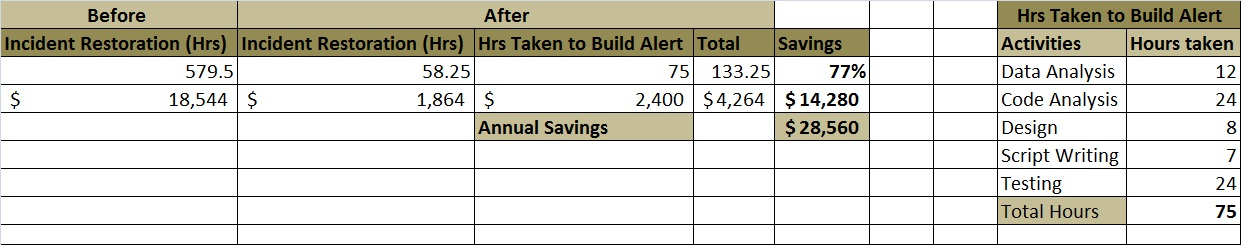 Before After Hrs Taken to Build Alert
Incident Restoration (Hrs) Incident Restoration (Hrs) Hrs Taken to Build Alert Total Savings Activities Hours taken
579.5 58.25 75 133.25 77% Data Analysis 12
$ 18,544 $ 1,864 $ 2,400 $ 4,264 $ 14,280 Code Analysis 24
Annual Savings $ 28,560 Design 8
Script Writing 7
Testing 24
Total Hours 75